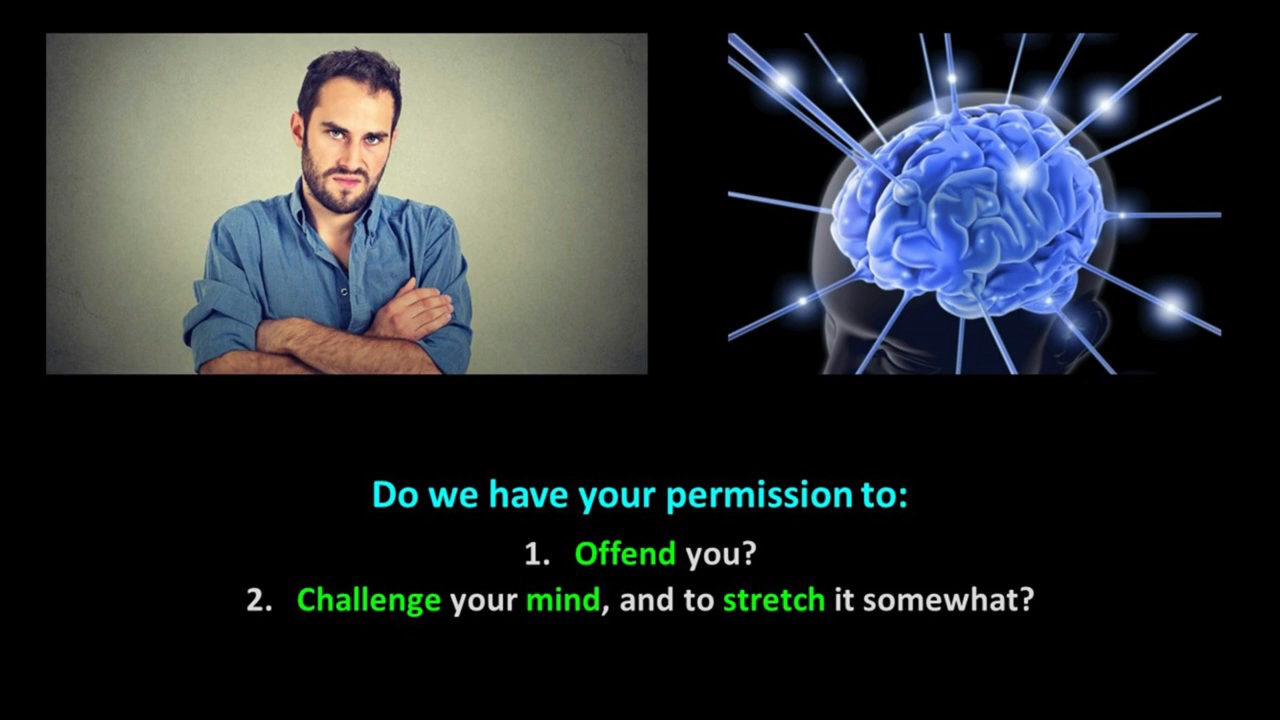 Do we have your permission to:
1. Offend you?
2. Challenge your mind, and to stretch it somewhat?